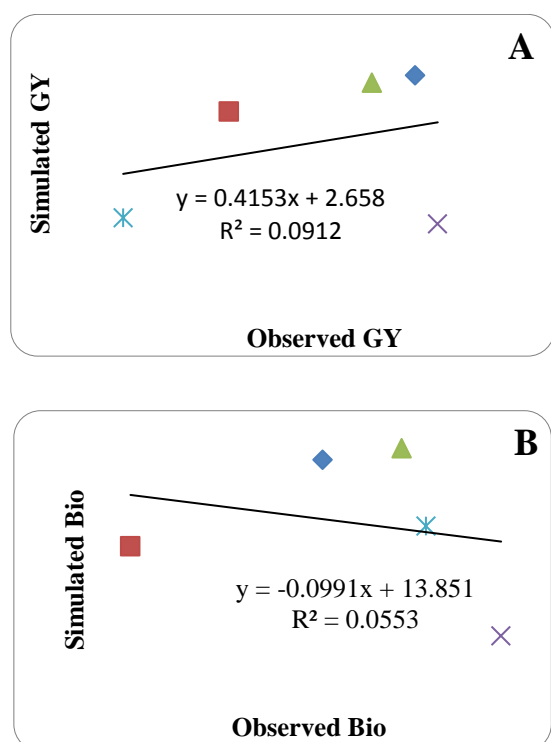 A
Simulated GY
y = 0.4153x + 2.658
R² = 0.0912
Observed GY
B
Simulated Bio
y = -0.0991x + 13.851
R² = 0.0553
Observed Bio